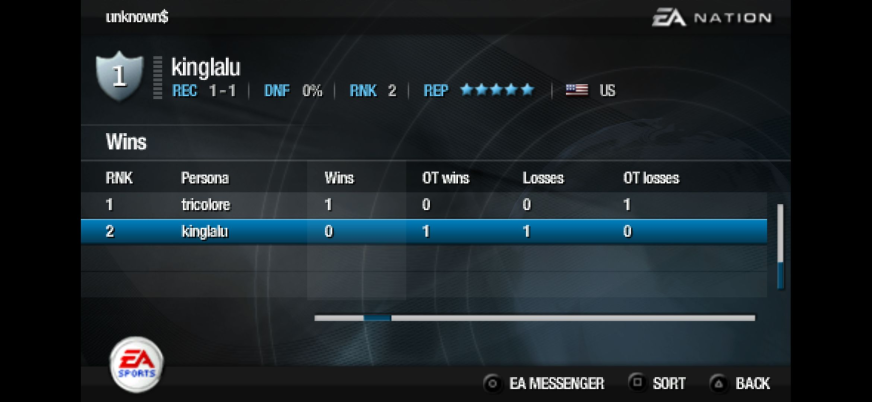 unknown$
EA NATION
1
kinglalu
REC 1-1 | DNF 0% | RNK 2 | REP ★★★★★ | US
Wins
RNK Persona Wins OT wins Losses OT losses
1 tricolore 1 0 0 1
2 kinglalu 0 1 1 0
EA SPORTS
EA MESSENGER SORT BACK